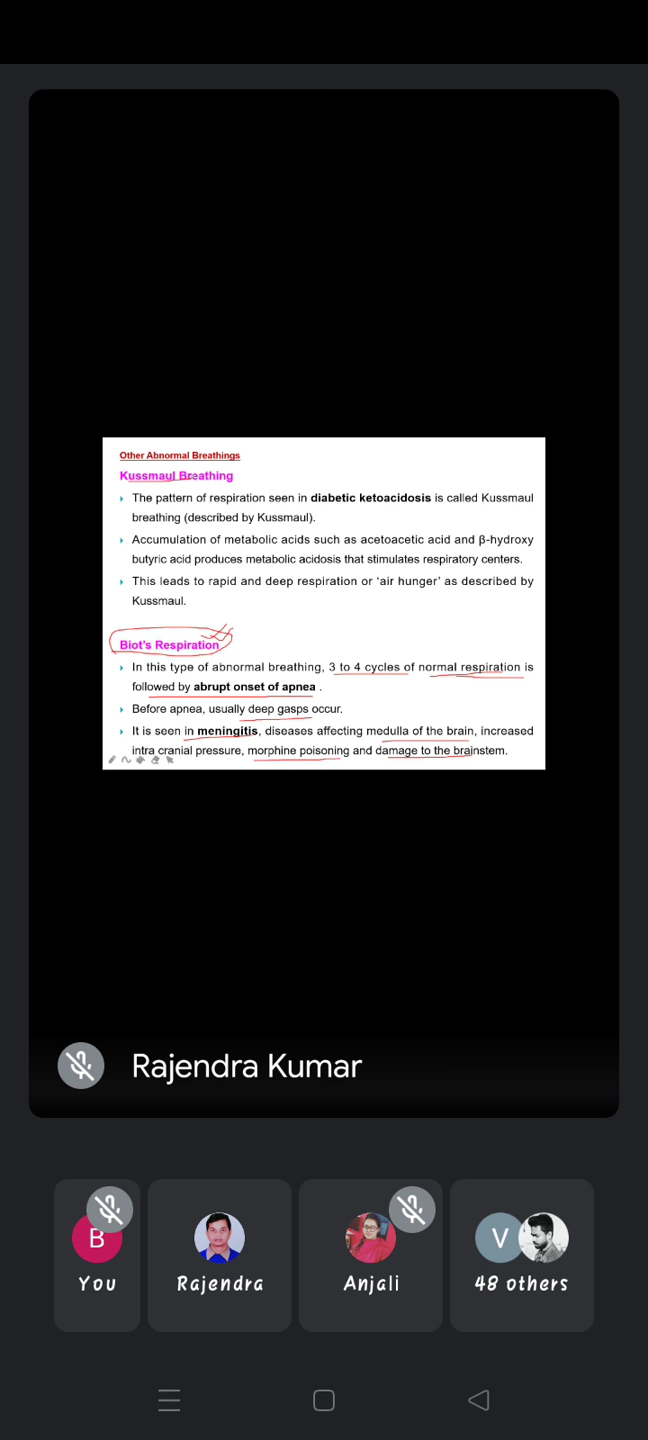 Other Abnormal Breathings
Kussmaul Breathing
The pattern of respiration seen in diabetic ketoacidosis is called Kussmaul
breathing (described by Kussmaul).
Accumulation of metabolic acids such as acetoacetic acid and β-hydroxy
butyric acid produces metabolic acidosis that stimulates respiratory centers.
This leads to rapid and deep respiration or ‘air hunger’ as described by
Kussmaul.
Biot's Respiration
In this type of abnormal breathing, 3 to 4 cycles of normal respiration is
followed by abrupt onset of apnea .
Before apnea, usually deep gasps occur.
It is seen in meningitis, diseases affecting medulla of the brain, increased
intra cranial pressure, morphine poisoning and damage to the brainstem.
Rajendra Kumar
B V
You Rajendra Anjali 48 others